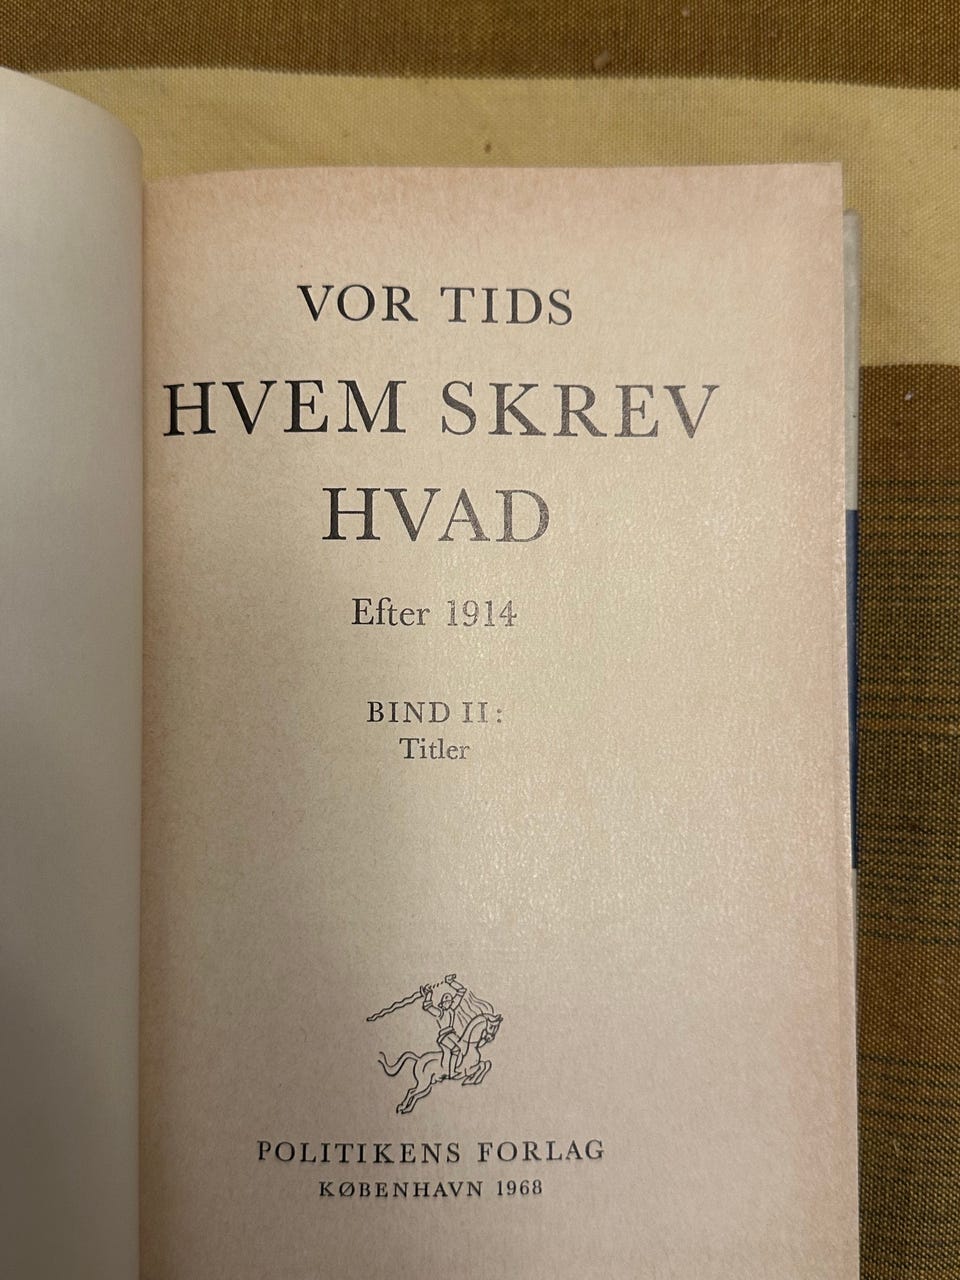 VOR TIDS
HVEM SKREV
HVAD
Efter 1914
BIND II:
Titler
POLITIKENS FORLAG
KØBENHAVN 1968